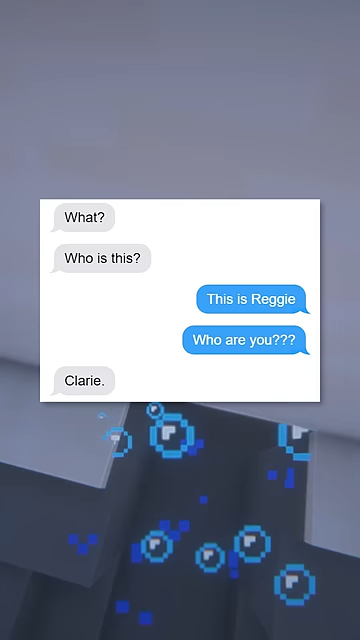 What?
Who is this?
This is Reggie
Who are you???
Clarie.